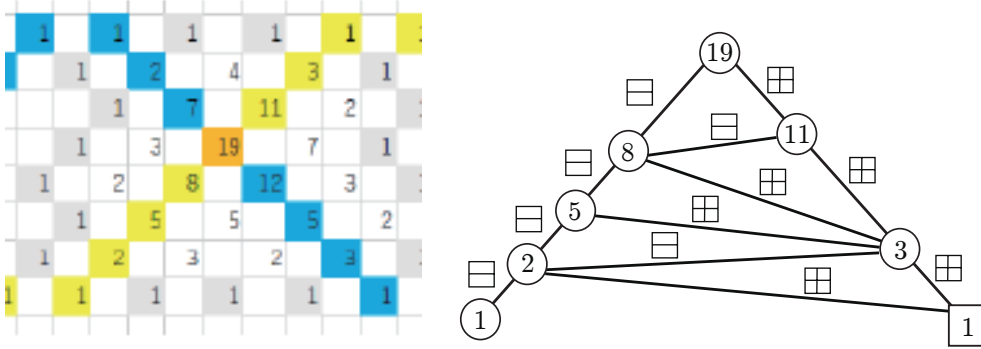 1 1 1 1 1
1 2 4 3 1
1 7 11 2
1 3 19 7 1
1 2 8 12 3
1 5 5 5 2
1 2 3 2 3
1 1 1 1 1 1
19
11
8
5
3
2
1
1